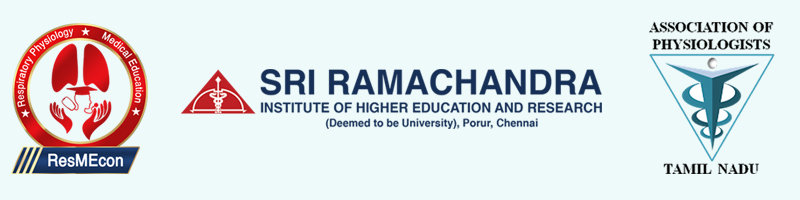 Respiratory Physiology
Medical Education
ResMEcon
SRI RAMACHANDRA
INSTITUTE OF HIGHER EDUCATION AND RESEARCH
(Deemed to be University), Porur, Chennai
ASSOCIATION OF
PHYSIOLOGISTS
TAMIL NADU